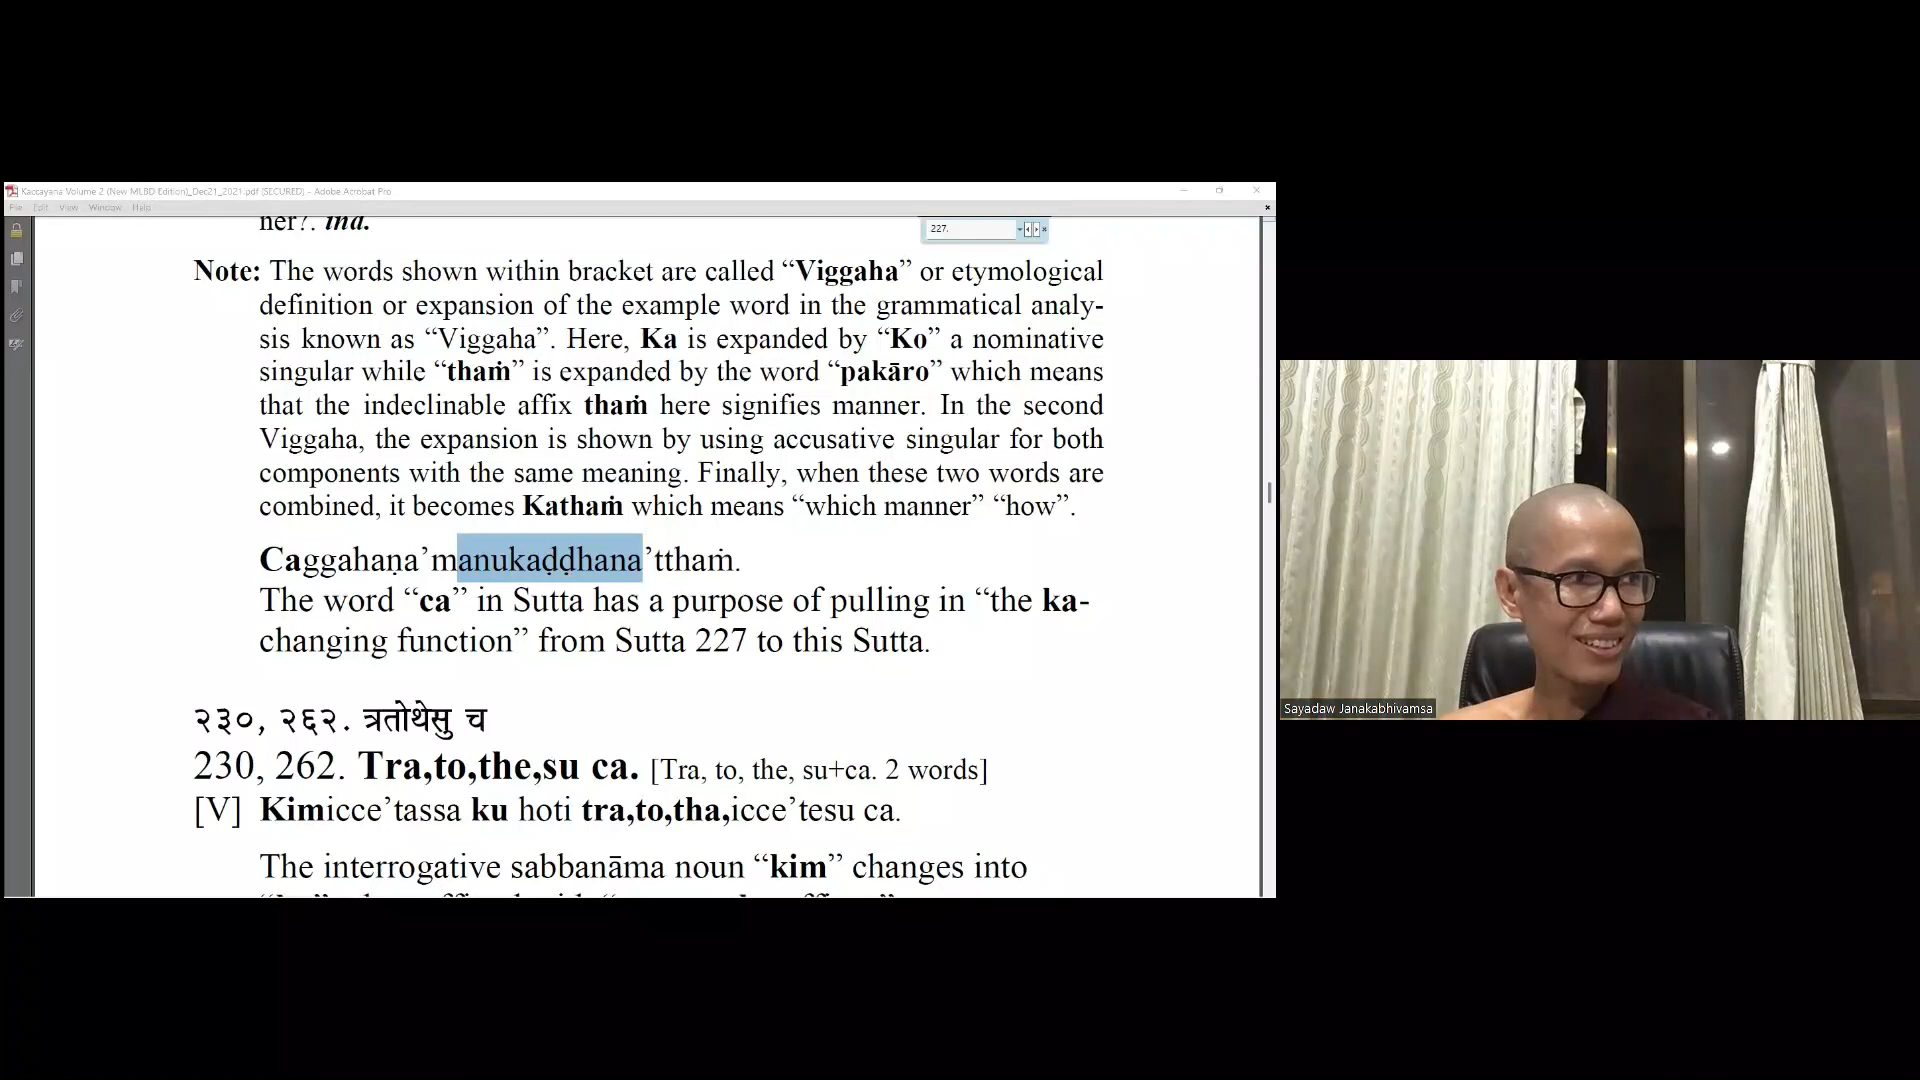 Kaccayana Volume 2 (New MLBD Edition)_Dec21_2021.pdf (SECURED) - Adobe Acrobat Pro
File Edit View Window Help
227.
ner?. ina.
Note: The words shown within bracket are called “Viggaha” or etymological
definition or expansion of the example word in the grammatical analy-
sis known as “Viggaha”. Here, Ka is expanded by “Ko” a nominative
singular while “thaṁ” is expanded by the word “pakāro” which means
that the indeclinable affix thaṁ here signifies manner. In the second
Viggaha, the expansion is shown by using accusative singular for both
components with the same meaning. Finally, when these two words are
combined, it becomes Kathaṁ which means “which manner” “how”.
Caggahaṇa’manukaḍḍhana’tthaṁ.
The word “ca” in Sutta has a purpose of pulling in “the ka-
changing function” from Sutta 227 to this Sutta.
२३०, २६२. त्रतोथेसु च
230, 262. Tra,to,the,su ca. [Tra, to, the, su+ca. 2 words]
[V] Kimicce’tassa ku hoti tra,to,tha,icce’tesu ca.
The interrogative sabbanāma noun “kim” changes into
Sayadaw Janakabhivamsa